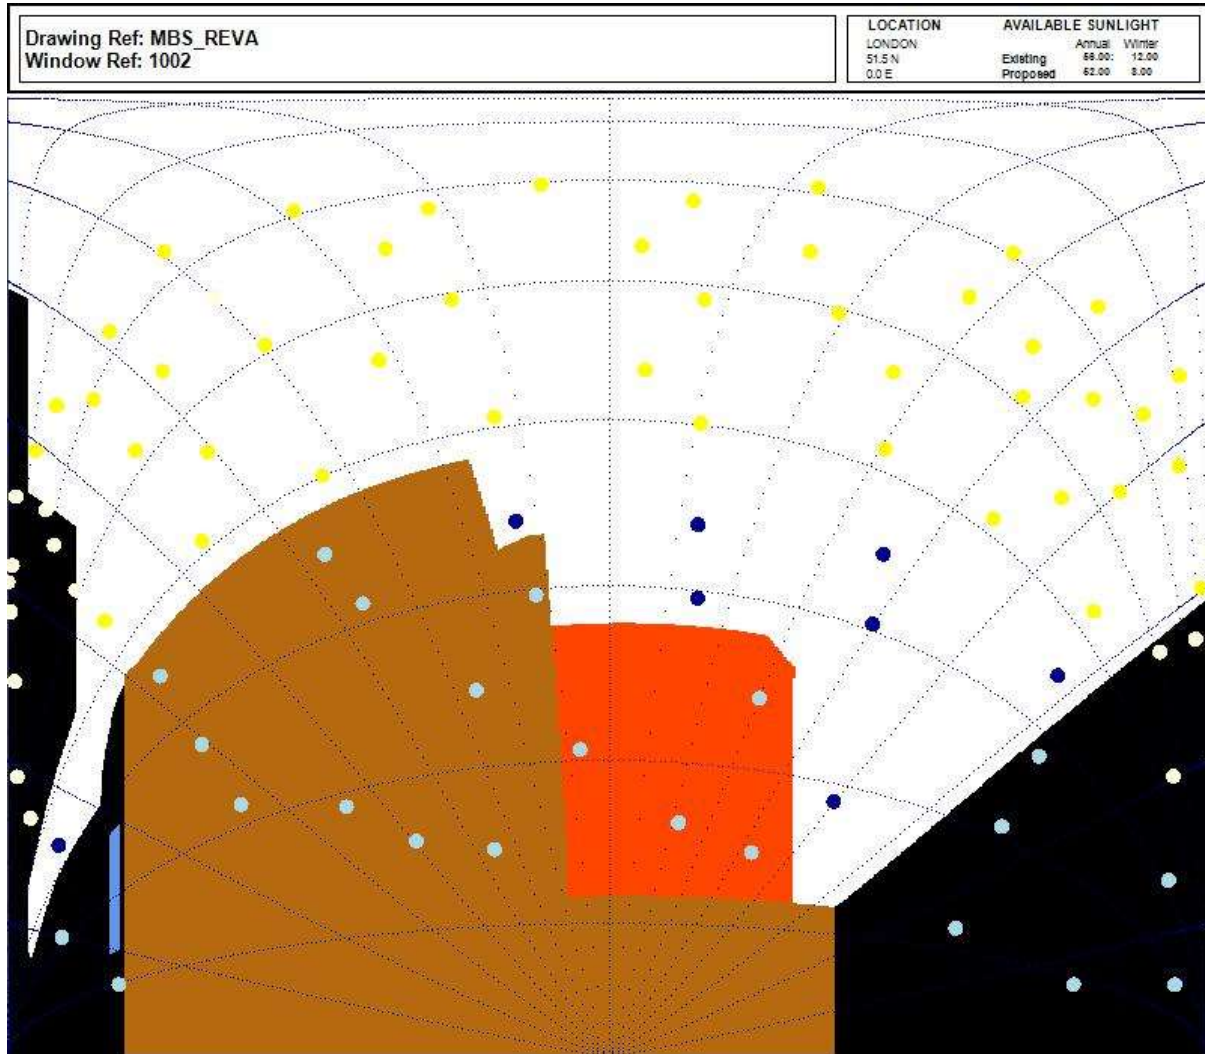 Drawing Ref: MBS_REVA
Window Ref: 1002
LOCATION
LONDON
51.5 N
0.0 E
AVAILABLE SUNLIGHT
Annual Winter
Existing 12.00
Proposed 62.00